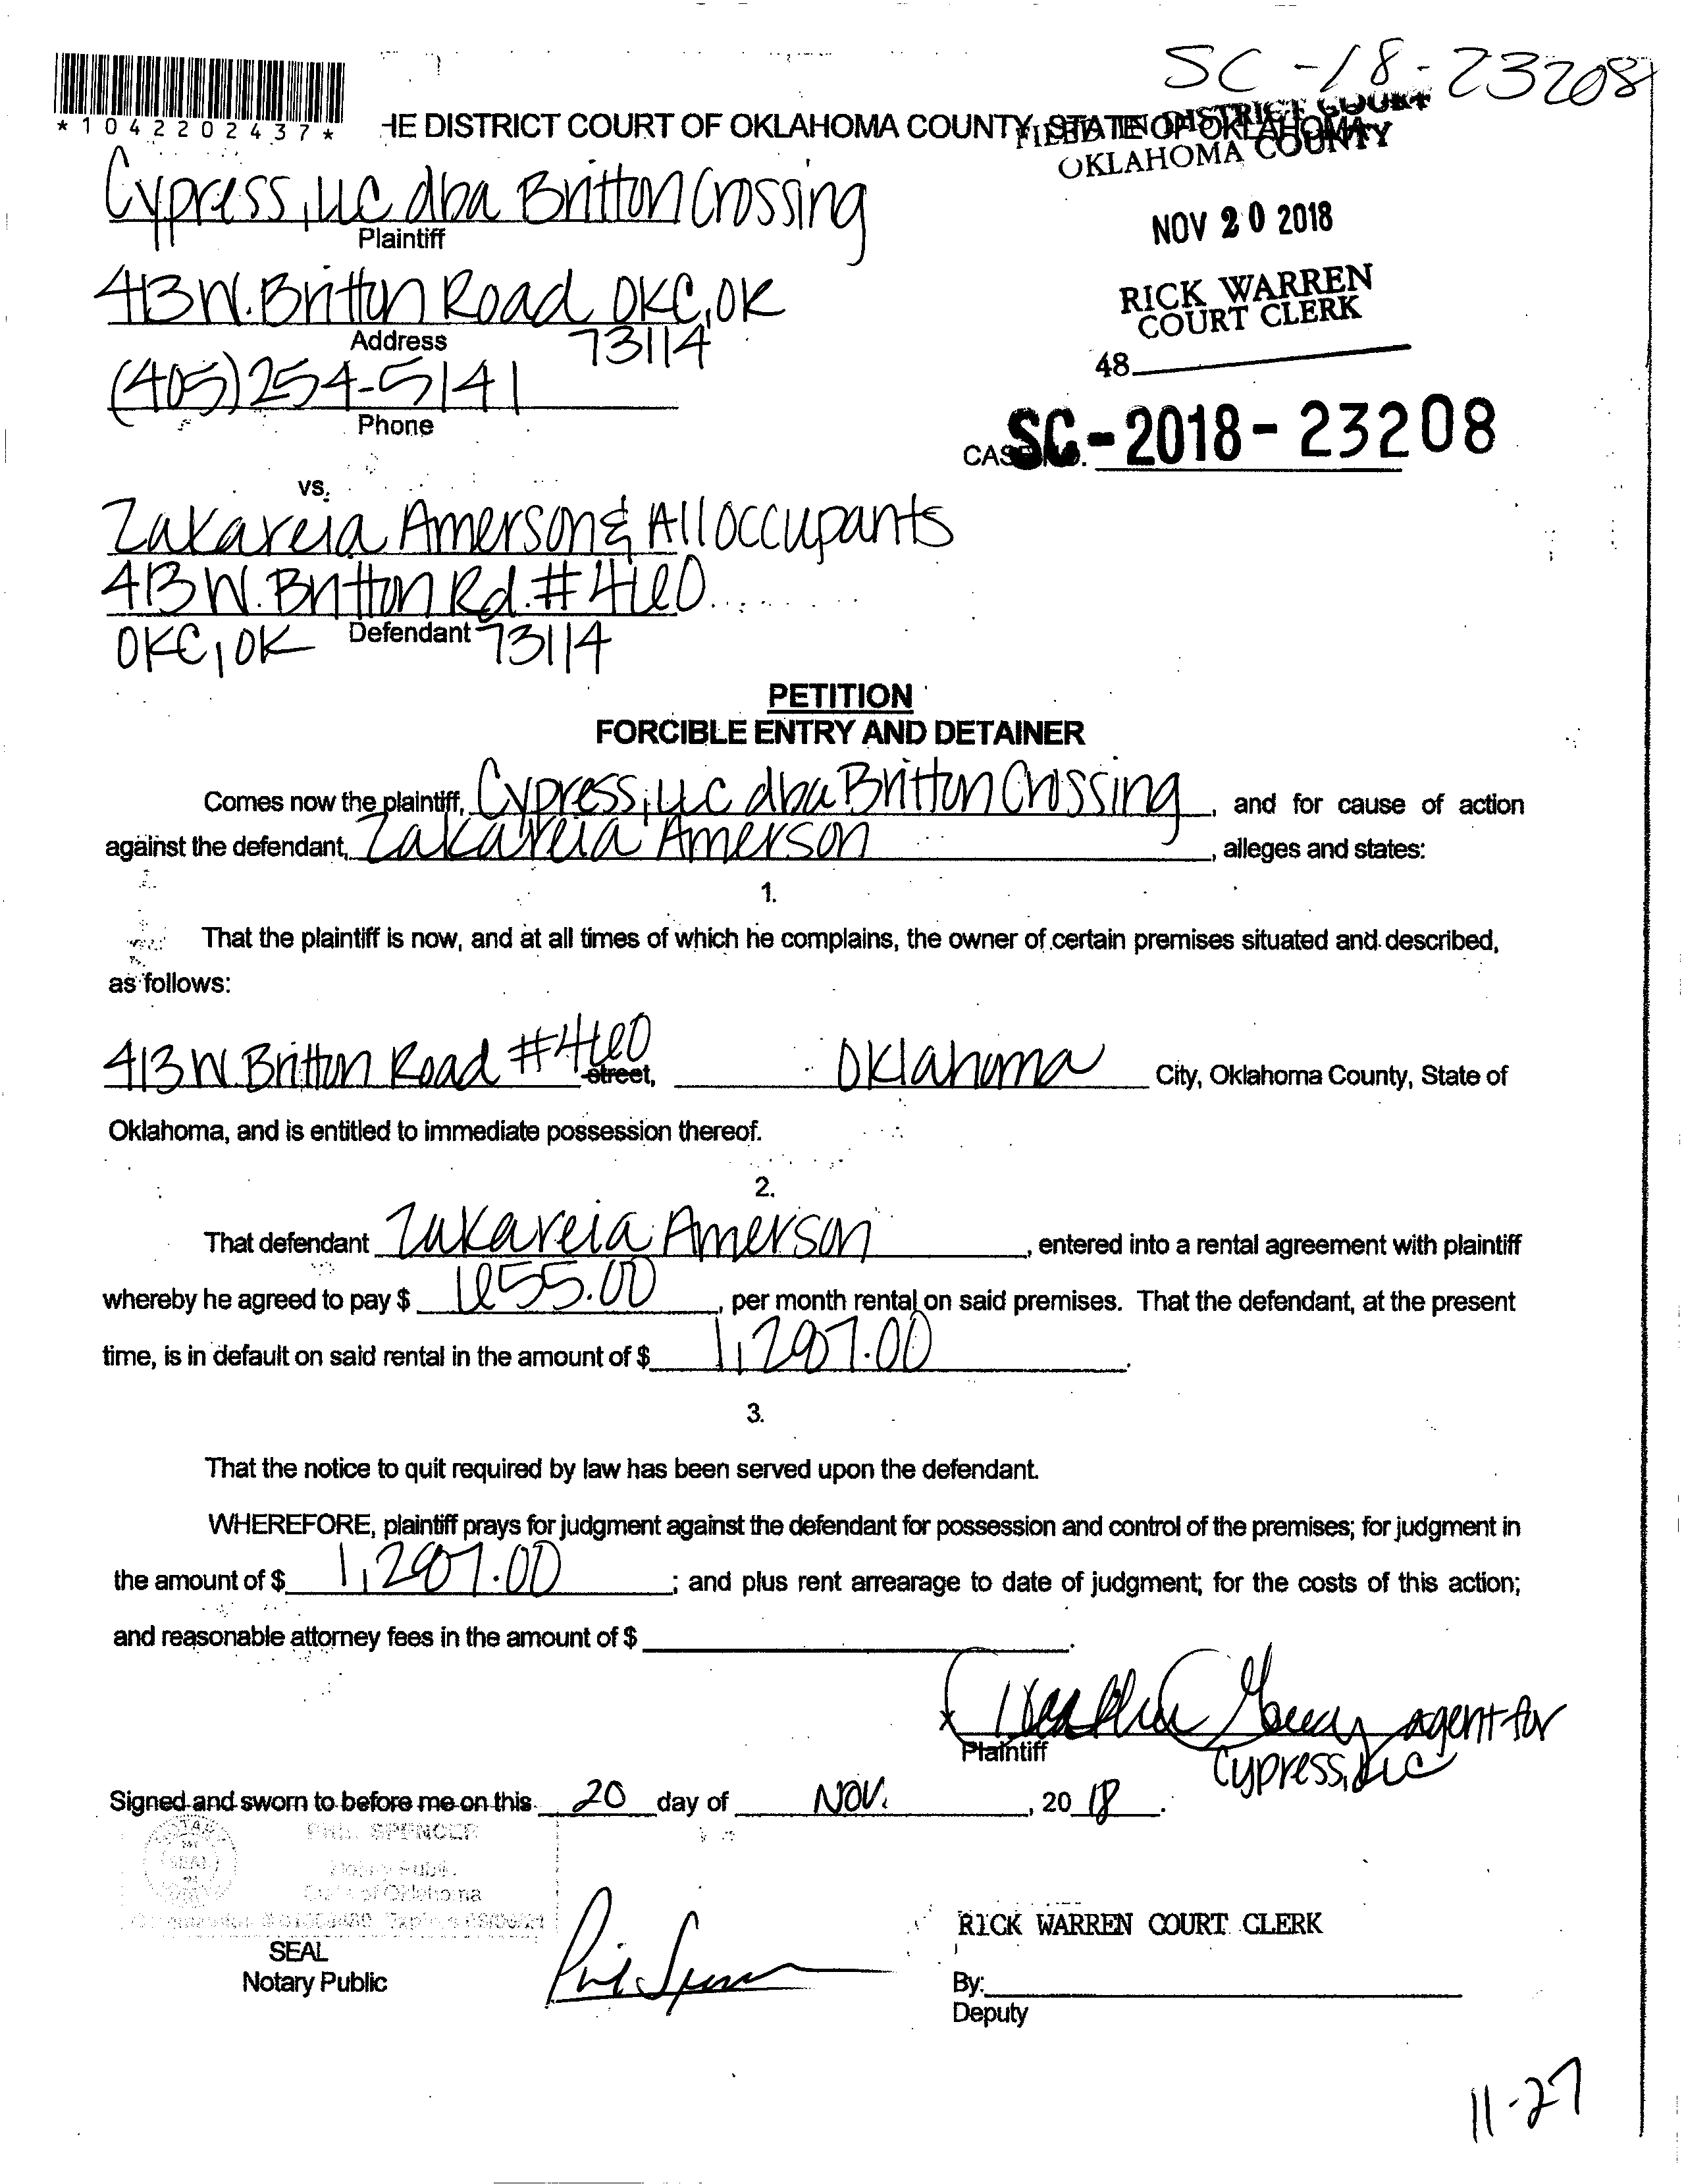 SC-18-23208
*1042202437*
HE DISTRICT COURT OF OKLAHOMA COUNTY, STATE OF OKLAHOMA
FILED IN DISTRICT COURT
OKLAHOMA COUNTY
Cypress, LLC dba Britton Crossing
Plaintiff
NOV 20 2018
413 W. Britton Road OKC, OK
Address 73114
RICK WARREN
COURT CLERK
48
(405) 254-5141
Phone
CASE NO. SC-2018-23208
vs.
Zakareia Amerson & All occupants
413 W. Britton Rd. #460
OKC, OK Defendant 73114
PETITION
FORCIBLE ENTRY AND DETAINER
Comes now the plaintiff, Cypress, LLC dba Britton Crossing, and for cause of action
against the defendant, Zakareia Amerson, alleges and states:
1.
That the plaintiff is now, and at all times of which he complains, the owner of certain premises situated and described,
as follows:
413 W Britton Road #460 street, Oklahoma City, Oklahoma County, State of
Oklahoma, and is entitled to immediate possession thereof.
2.
That defendant Zakareia Amerson, entered into a rental agreement with plaintiff
whereby he agreed to pay $ 655.00, per month rental on said premises. That the defendant, at the present
time, is in default on said rental in the amount of $ 1,297.00.
3.
That the notice to quit required by law has been served upon the defendant.
WHEREFORE, plaintiff prays for judgment against the defendant for possession and control of the premises; for judgment in
the amount of $ 1,297.00; and plus rent arrearage to date of judgment; for the costs of this action;
and reasonable attorney fees in the amount of $
agent for
Plaintiff Cypress, LLC
Signed and sworn to before me on this 20 day of Nov., 2018.
PHIL SPENCER
Notary Public
State of Oklahoma
SEAL
Notary Public
Phil Spencer
RICK WARREN COURT CLERK
By:
Deputy
11-27